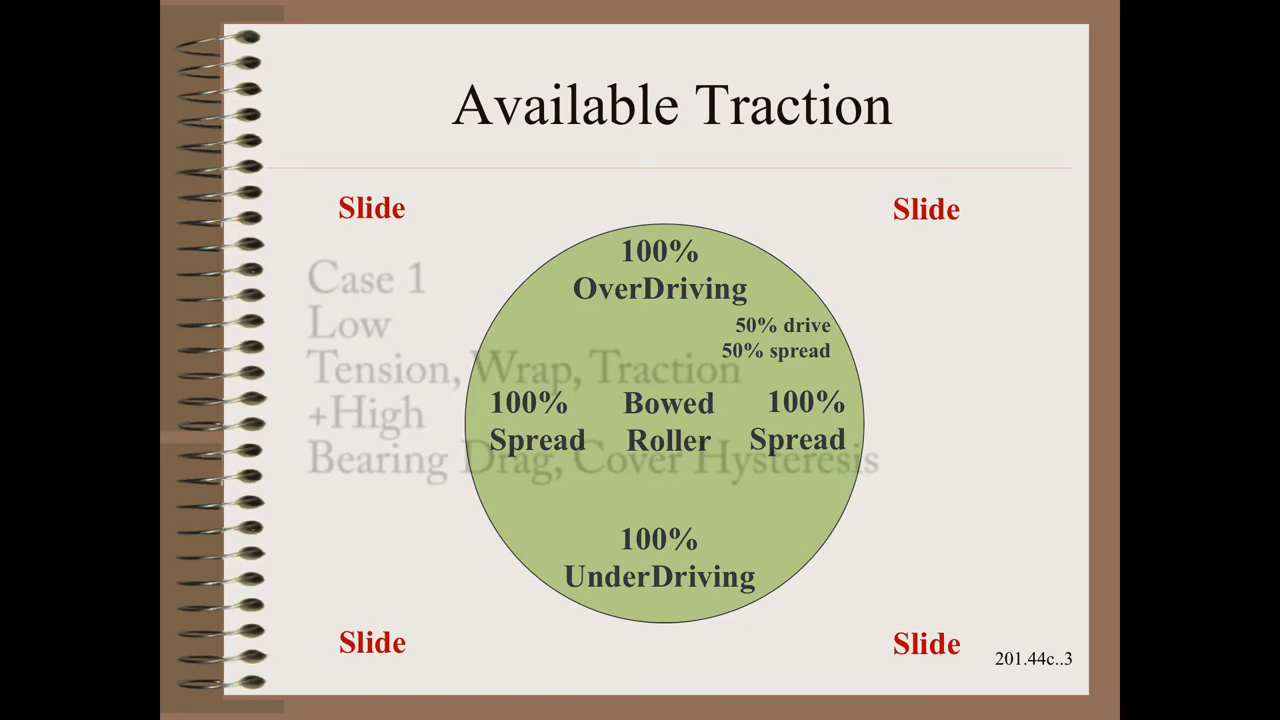 Available Traction
Slide
Slide
100%
OverDriving
50% drive
50% spread
Case 1
Low
Tension, Wrap, Traction
+High
Bearing Drag, Cover Hysteresis
100%
Spread
Bowed
Roller
100%
Spread
100%
UnderDriving
Slide
Slide
201.44c..3